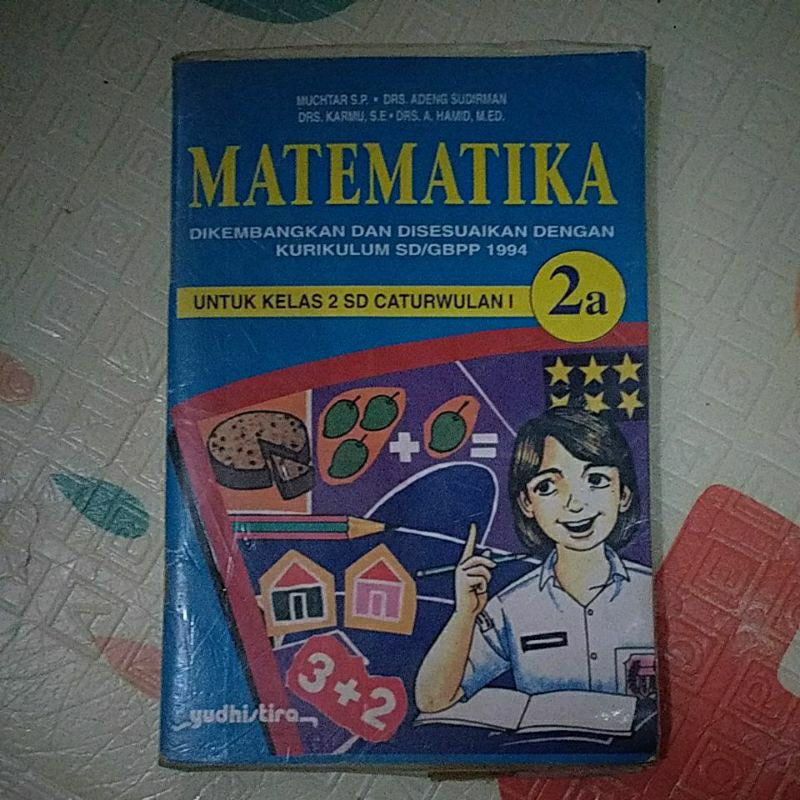 MUCHTAR S.P. • DRS. ADENG SUDIRMAN
DRS. KARMU, S.E • DRS. A. HAMID, M.ED.
MATEMATIKA
DIKEMBANGKAN DAN DISESUAIKAN DENGAN
KURIKULUM SD/GBPP 1994
UNTUK KELAS 2 SD CATURWULAN I
2a
+ =
3+2
yudhistira